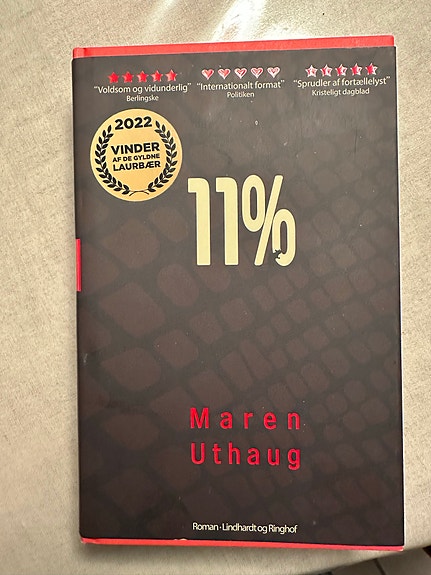 "Voldsom og vidunderlig"
Berlingske
"Internationalt format"
Politiken
"Sprudler af fortællelyst"
Kristeligt dagblad
2022
VINDER
AF DE GYLDNE
LAURBÆR
11%
Maren
Uthaug
Roman · Lindhardt og Ringhof